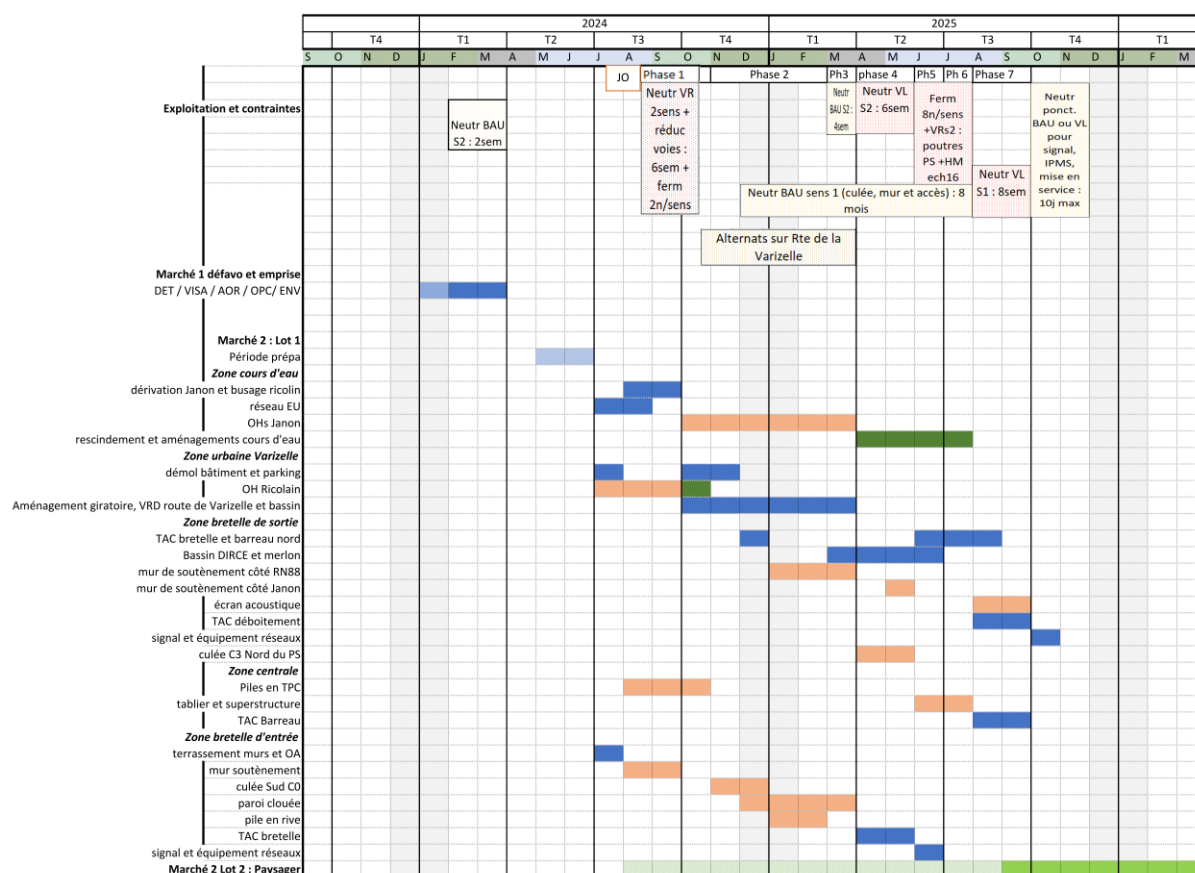 2024
2025
T4
T1
T2
T3
T4
T1
T2
T3
T4
T1
S O N D J F M A M J J A S O N D J F M A M J J A S O N D J F M
JO
Phase 1
Phase 2
Ph3
phase 4
Ph5
Ph 6
Phase 7
Exploitation et contraintes
Neutr BAU
S2 : 2sem
Neutr VR
2sens +
réduc
voies :
6sem +
ferm
2n/sens
Neutr
BAU S2 :
4sem
Neutr VL
S2 : 6sem
Ferm
8n/sens
+VRs2 :
poutres
PS +HM
ech16
Neutr VL
S1 : 8sem
Neutr
ponct.
BAU ou VL
pour
signal,
IPMS,
mise en
service :
10j max
Neutr BAU sens 1 (culée, mur et accès) : 8
mois
Alternats sur Rte de la
Varizelle
Marché 1 défavo et emprise
DET / VISA / AOR / OPC/ ENV
Marché 2 : Lot 1
Période prépa
Zone cours d'eau
dérivation Janon et busage ricolin
réseau EU
OHs Janon
rescindement et aménagements cours d'eau
Zone urbaine Varizelle
démol bâtiment et parking
OH Ricolain
Aménagement giratoire, VRD route de Varizelle et bassin
Zone bretelle de sortie
TAC bretelle et barreau nord
Bassin DIRCE et merlon
mur de soutènement côté RN88
mur de soutènement côté Janon
écran acoustique
TAC déboitement
signal et équipement réseaux
culée C3 Nord du PS
Zone centrale
Piles en TPC
tablier et superstructure
TAC Barreau
Zone bretelle d'entrée
terrassement murs et OA
mur soutènement
culée Sud C0
paroi clouée
pile en rive
TAC bretelle
signal et équipement réseaux
Marché 2 Lot 2 : Paysager